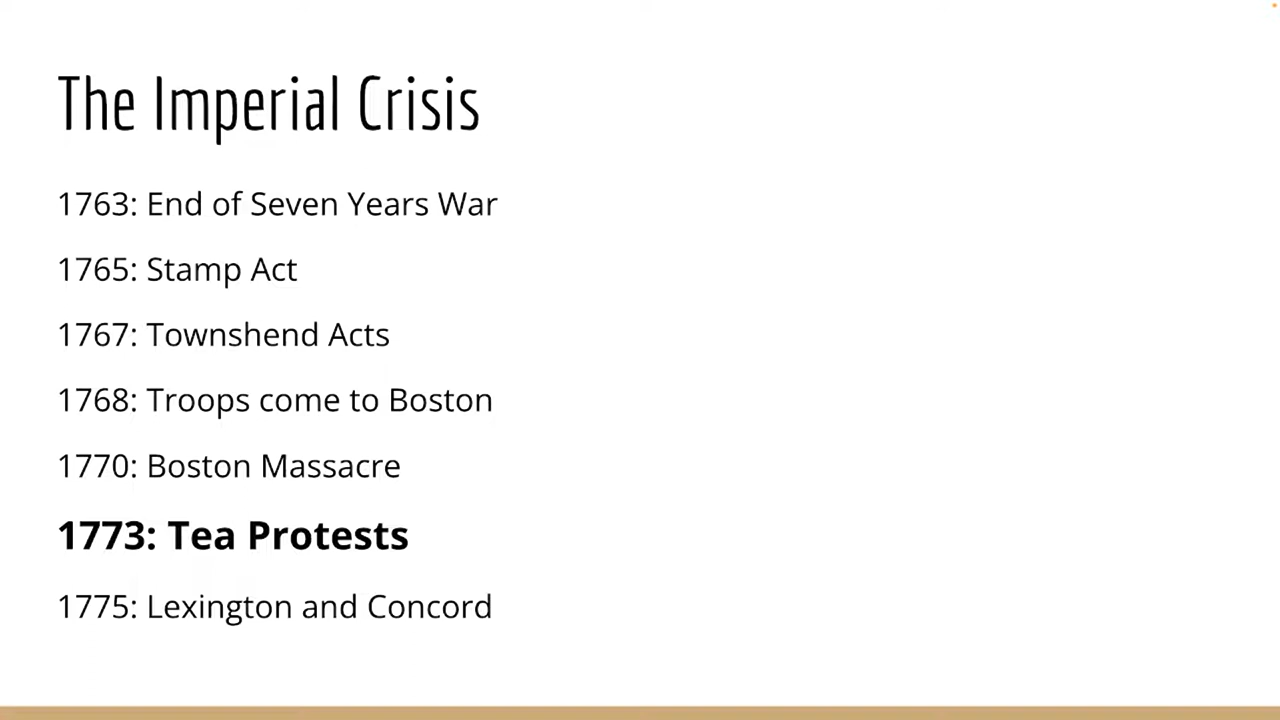 The Imperial Crisis
1763: End of Seven Years War
1765: Stamp Act
1767: Townshend Acts
1768: Troops come to Boston
1770: Boston Massacre
1773: Tea Protests
1775: Lexington and Concord